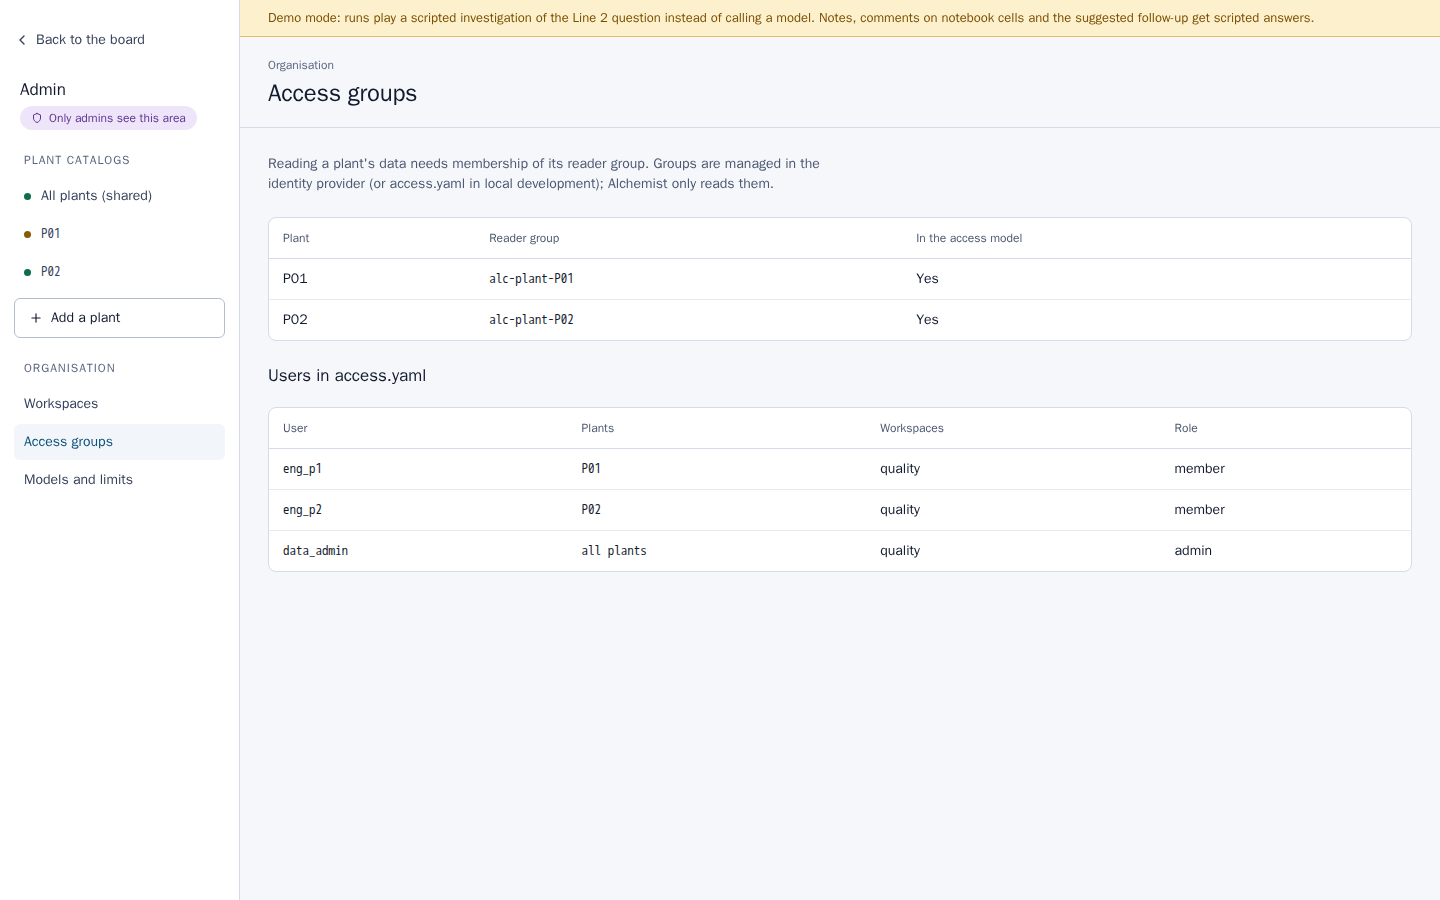 Demo mode: runs play a scripted investigation of the Line 2 question instead of calling a model. Notes, comments on notebook cells and the suggested follow-up get scripted answers.
Back to the board
Admin
Only admins see this area
PLANT CATALOGS
All plants (shared)
P01
P02
Add a plant
ORGANISATION
Workspaces
Access groups
Models and limits
Organisation
Access groups
Reading a plant's data needs membership of its reader group. Groups are managed in the
identity provider (or access.yaml in local development); Alchemist only reads them.
Plant Reader group In the access model
P01 alc-plant-P01 Yes
P02 alc-plant-P02 Yes
Users in access.yaml
User Plants Workspaces Role
eng_p1 P01 quality member
eng_p2 P02 quality member
data_admin all plants quality admin